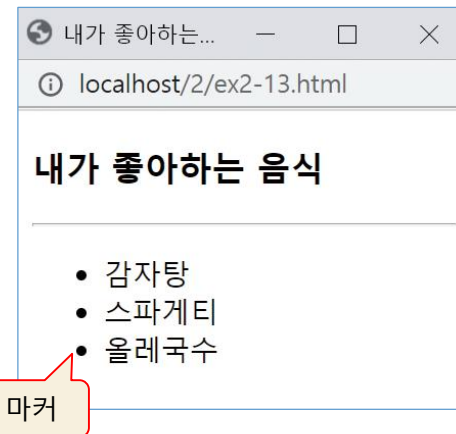 내가 좋아하는...
localhost/2/ex2-13.html
내가 좋아하는 음식
• 감자탕
• 스파게티
• 올레국수
마커